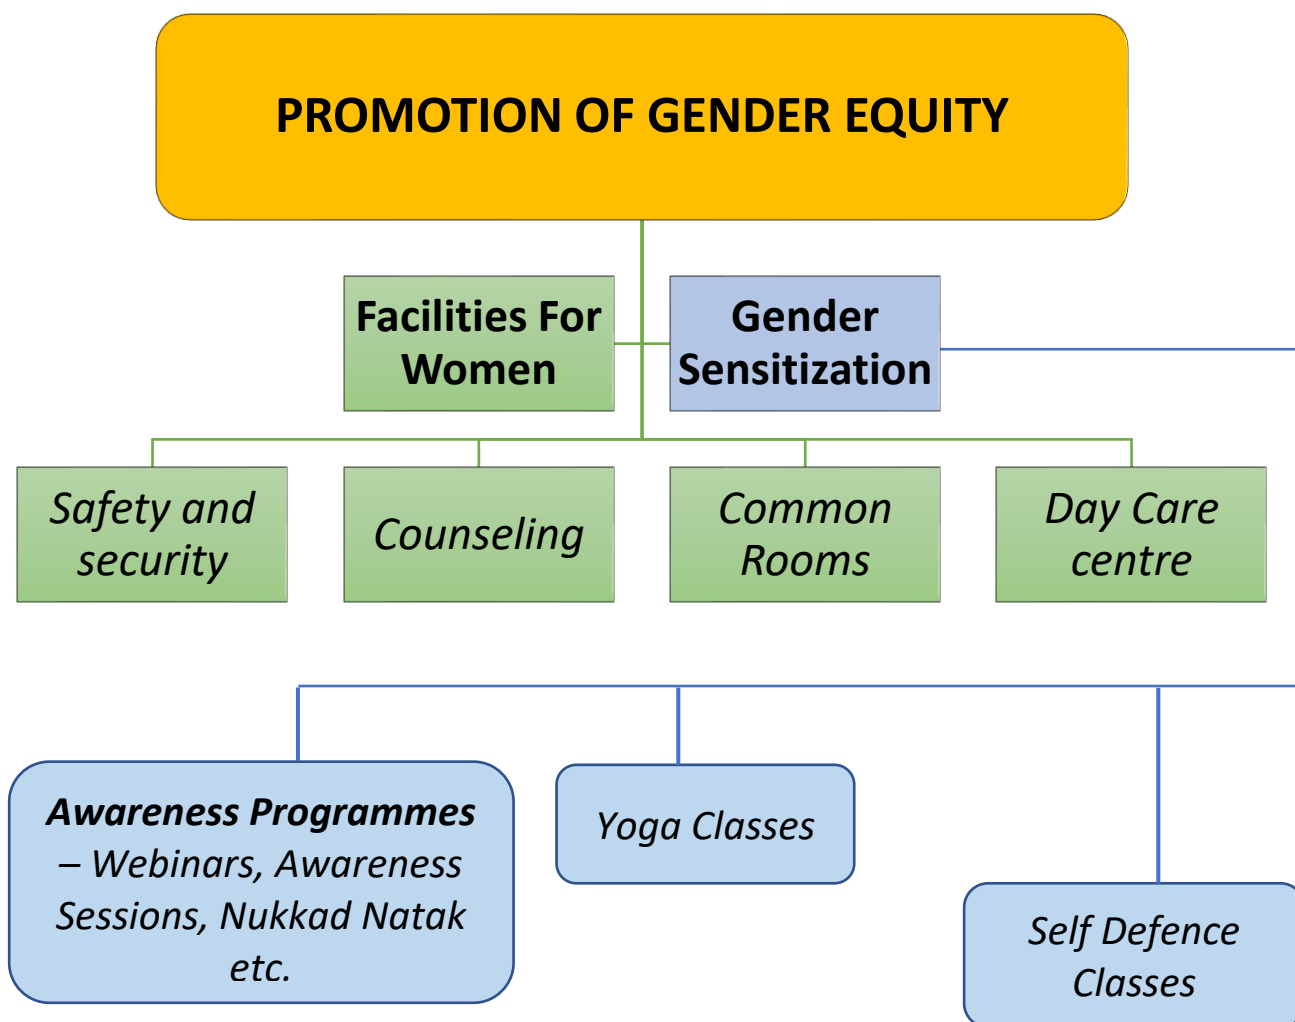 PROMOTION OF GENDER EQUITY
Facilities For
Women
Gender
Sensitization
Safety and
security
Counseling
Common
Rooms
Day Care
centre
Awareness Programmes
– Webinars, Awareness
Sessions, Nukkad Natak
etc.
Yoga Classes
Self Defence
Classes